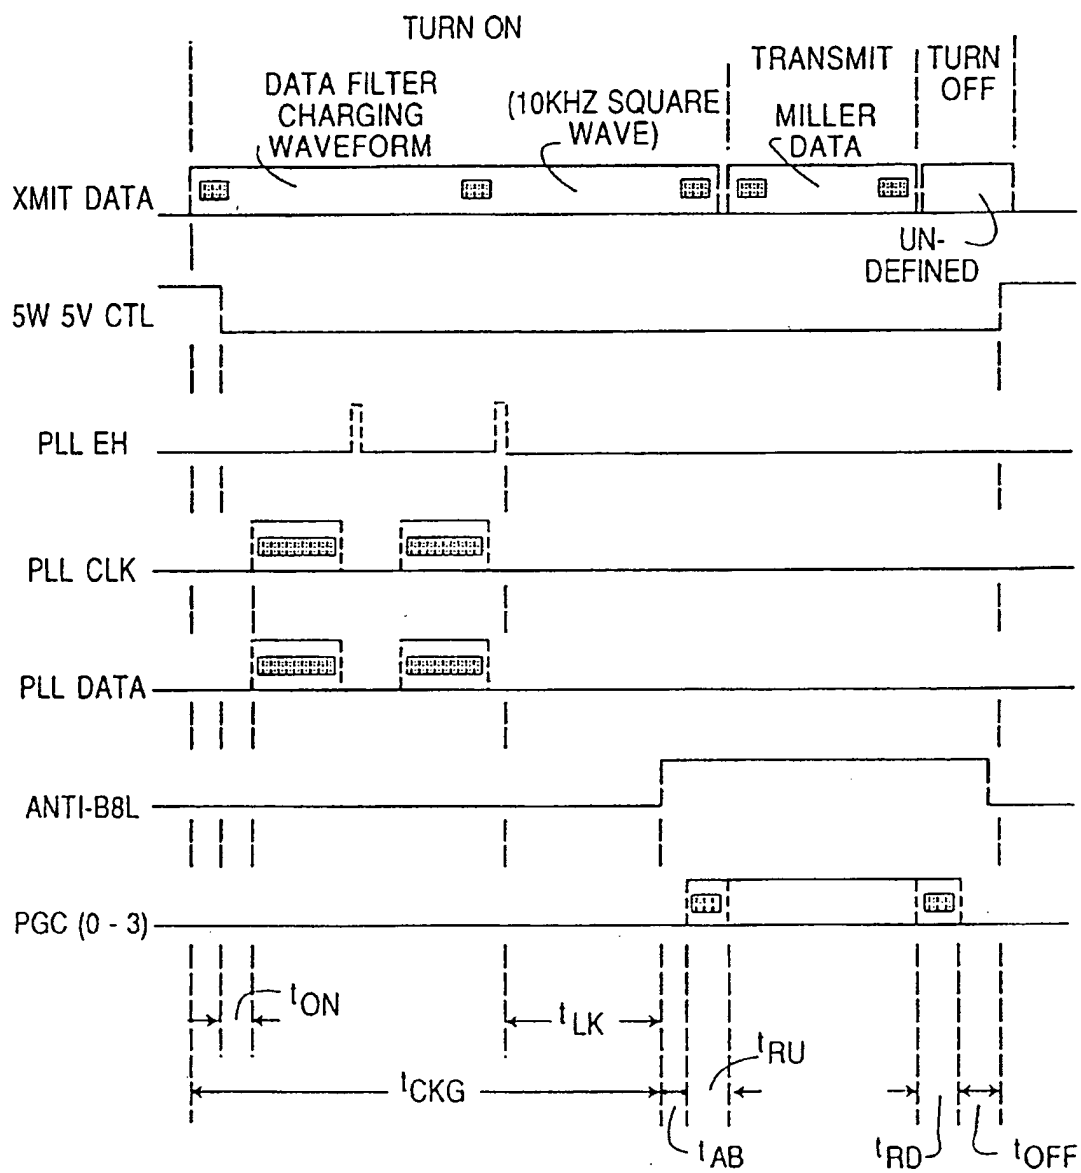 TURN ON
TRANSMIT
TURN
OFF
DATA FILTER
CHARGING
WAVEFORM
(10KHZ SQUARE
WAVE)
MILLER
DATA
XMIT DATA
UN-
DEFINED
5W 5V CTL
PLL EH
PLL CLK
PLL DATA
ANTI-B8L
PGC (0 - 3)
tON
tLK
tRU
tCKG
tAB
tRD
tOFF